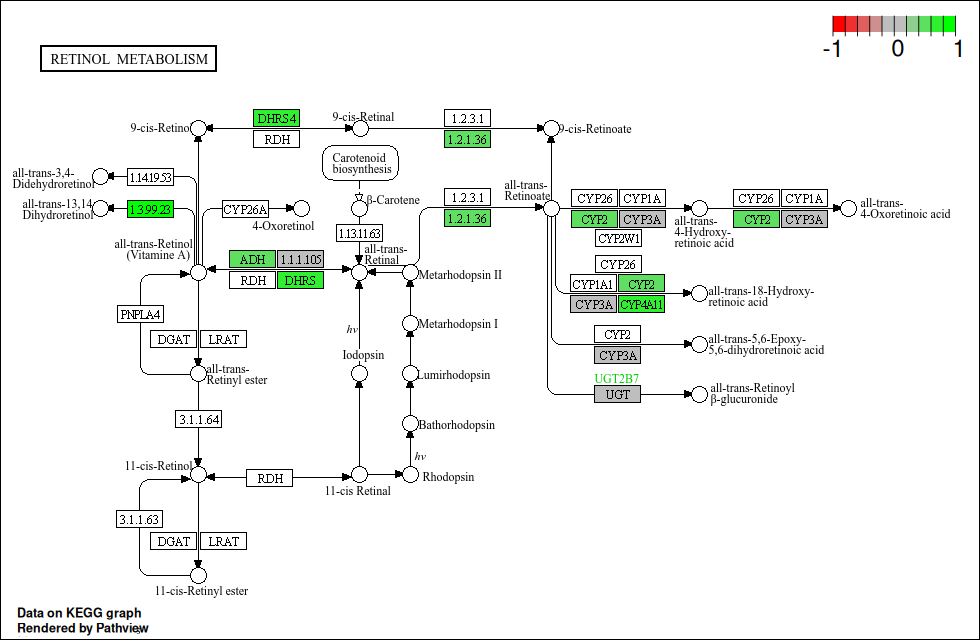 -1 0 1
RETINOL METABOLISM
DHRS4
9-cis-Retinal
1.2.3.1
9-cis-Retino
RDH
1.2.1.36
9-cis-Retinoate
Carotenoid
biosynthesis
all-trans-3,4-
Didehydroretinol
1.14.19.53
all-trans-
Retinoate
1.2.3.1
CYP26 CYP1A
CYP26 CYP1A
β-Carotene
all-trans-13,14
Dihydroretinol
1.3.99.23
CYP26A
4-Oxoretinol
1.2.1.36
CYP2 CYP3A
all-trans-
4-Hydroxy-
retinoic acid
CYP2 CYP3A
all-trans-
4-Oxoretinoic acid
1.13.11.63
CYP2W1
all-trans-Retinol
(Vitamine A)
all-trans-
Retinal
ADH 1.1.1.105
RDH DHRS
Metarhodopsin II
CYP26
CYP1A1 CYP2
CYP3A CYP4A11
all-trans-18-Hydroxy-
retinoic acid
PNPLA4
Metarhodopsin I
hv
DGAT LRAT
CYP2
CYP3A
all-trans-5,6-Epoxy-
5,6-dihydroretinoic acid
Iodopsin
all-trans-
Retinyl ester
Lumirhodopsin
UGT2B7
UGT
all-trans-Retinoyl
β-glucuronide
3.1.1.64
Bathorhodopsin
hv
11-cis-Retinol
RDH
11-cis Retinal
Rhodopsin
3.1.1.63
DGAT LRAT
11-cis-Retinyl ester
Data on KEGG graph
Rendered by Pathview